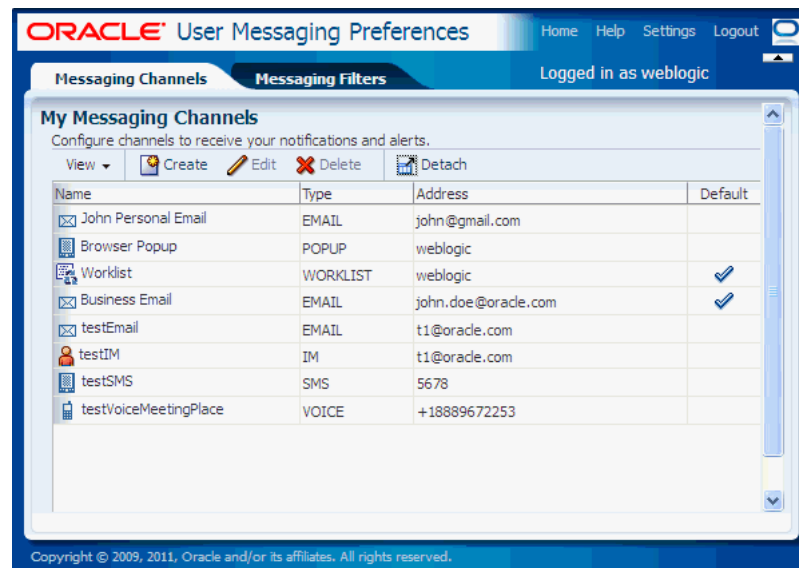 ORACLE User Messaging Preferences Home Help Settings Logout
Messaging Channels Messaging Filters Logged in as weblogic
My Messaging Channels
Configure channels to receive your notifications and alerts.
View Create Edit Delete Detach
Name Type Address Default
John Personal Email EMAIL john@gmail.com
Browser Popup POPUP weblogic
Worklist WORKLIST weblogic
Business Email EMAIL john.doe@oracle.com
testEmail EMAIL t1@oracle.com
testIM IM t1@oracle.com
testSMS SMS 5678
testVoiceMeetingPlace VOICE +18889672253
Copyright © 2009, 2011, Oracle and/or its affiliates. All rights reserved.